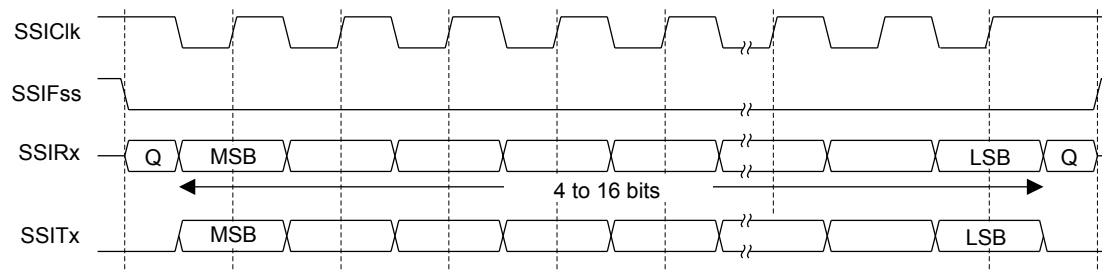 SSIClk
SSIFss
SSIRx Q MSB LSB Q
4 to 16 bits
SSITx MSB LSB